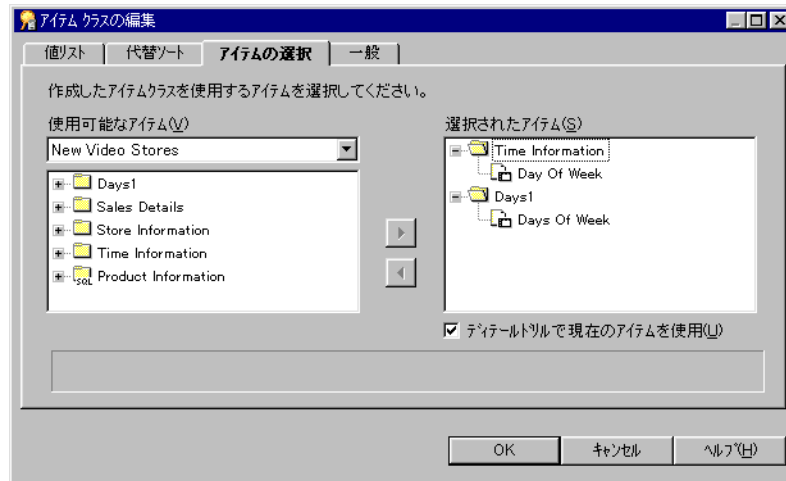 アイテム クラスの編集
値リスト 代替ソート アイテムの選択 一般
作成したアイテムクラスを使用するアイテムを選択してください。
使用可能なアイテム(V)
New Video Stores
Days1
Sales Details
Store Information
Time Information
SQL Product Information
選択されたアイテム(S)
Time Information
Day Of Week
Days1
Days Of Week
ディテールドリルで現在のアイテムを使用(U)
OK キャンセル ヘルプ(H)